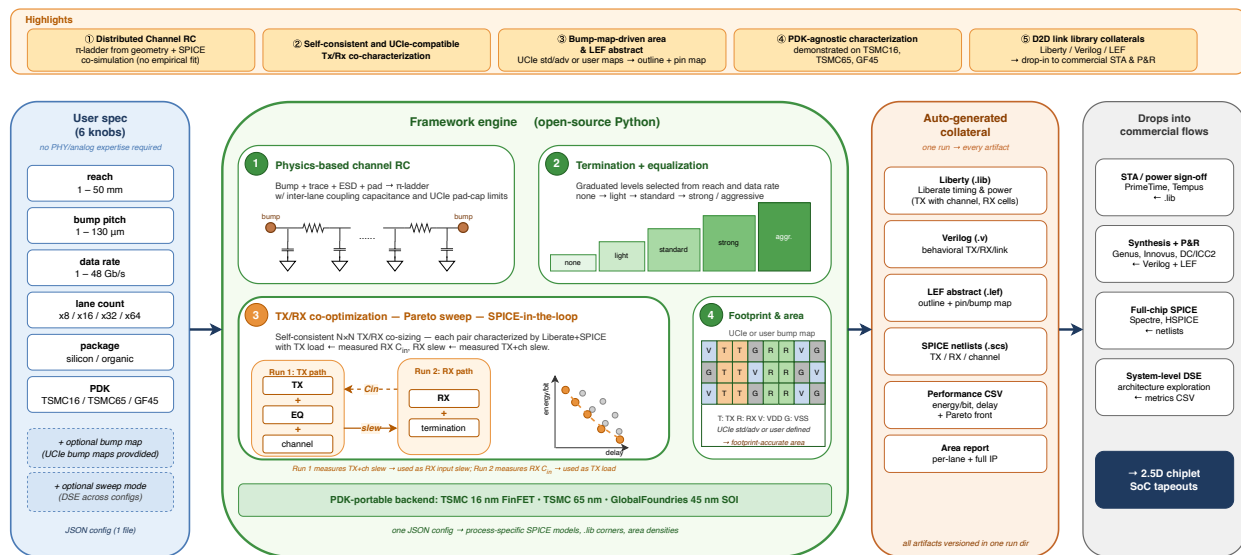 Highlights
① Distributed Channel RC
π-ladder from geometry + SPICE
co-simulation (no empirical fit)
② Self-consistent and UCIe-compatible
Tx/Rx co-characterization
③ Bump-map-driven area
& LEF abstract
UCIe std/adv or user maps → outline + pin map
④ PDK-agnostic characterization
demonstrated on TSMC16,
TSMC65, GF45
⑤ D2D link library collaterals
Liberty / Verilog / LEF
→ drop-in to commercial STA & P&R
User spec
(6 knobs)
no PHY/analog expertise required
reach
1 – 50 mm
bump pitch
1 – 130 μm
data rate
1 – 48 Gb/s
lane count
x8 / x16 / x32 / x64
package
silicon / organic
PDK
TSMC16 / TSMC65 / GF45
+ optional bump map
(UCIe bump maps provdided)
+ optional sweep mode
(DSE across configs)
JSON config (1 file)
Framework engine (open-source Python)
1 Physics-based channel RC
Bump + trace + ESD + pad → π-ladder
w/ inter-lane coupling capacitance and UCIe pad-cap limits
bump
......
bump
2 Termination + equalization
Graduated levels selected from reach and data rate
none → light → standard → strong / aggressive
none
light
standard
strong
aggr.
3 TX/RX co-optimization — Pareto sweep — SPICE-in-the-loop
Self-consistent N×N TX/RX co-sizing — each pair characterized by Liberate+SPICE
with TX load ← measured RX Cin, RX slew ← measured TX+ch slew.
Run 1: TX path
TX
+
EQ
+
channel
Cin
slew
Run 2: RX path
RX
+
termination
energy/bit
delay
Run 1 measures TX+ch slew → used as RX input slew; Run 2 measures RX Cin → used as TX load
4 Footprint & area
UCIe or user bump map
V T T G R R V G
G T T V R R G V
V T T G R R V G
T: TX R: RX V: VDD G: VSS
UCIe std/adv or user defined
→ footprint-accurate area
PDK-portable backend: TSMC 16 nm FinFET • TSMC 65 nm • GlobalFoundries 45 nm SOI
one JSON config → process-specific SPICE models, .lib corners, area densities
Auto-generated
collateral
one run → every artifact
Liberty (.lib)
Liberate timing & power
(TX with channel, RX cells)
Verilog (.v)
behavioral TX/RX/link
LEF abstract (.lef)
outline + pin/bump map
SPICE netlists (.scs)
TX / RX / channel
Performance CSV
energy/bit, delay
+ Pareto front
Area report
per-lane + full IP
all artifacts versioned in one run dir
Drops into
commercial flows
STA / power sign-off
PrimeTime, Tempus
← .lib
Synthesis + P&R
Genus, Innovus, DC/ICC2
← Verilog + LEF
Full-chip SPICE
Spectre, HSPICE
← netlists
System-level DSE
architecture exploration
← metrics CSV
→ 2.5D chiplet
SoC tapeouts